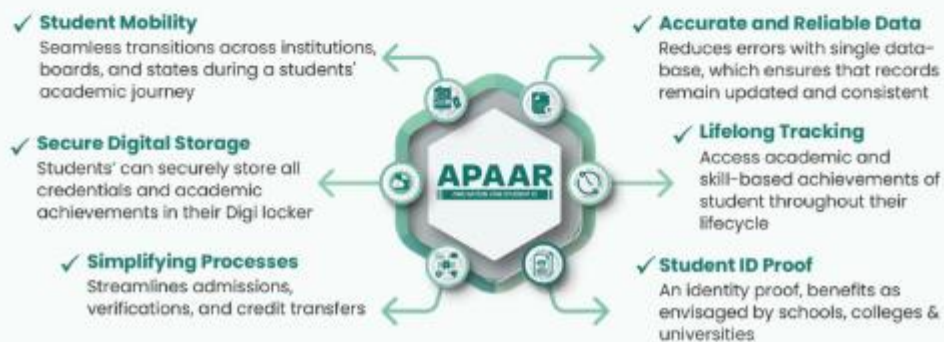 Student Mobility
Seamless transitions across institutions,
boards, and states during a students'
academic journey
Secure Digital Storage
Students' can securely store all
credentials and academic
achievements in their Digi locker
Simplifying Processes
Streamlines admissions,
verifications, and credit transfers
APAAR
Accurate and Reliable Data
Reduces errors with single data-
base, which ensures that records
remain updated and consistent
Lifelong Tracking
Access academic and
skill-based achievements of
student throughout their
lifecycle
Student ID Proof
An identity proof, benefits as
envisaged by schools, colleges &
universities